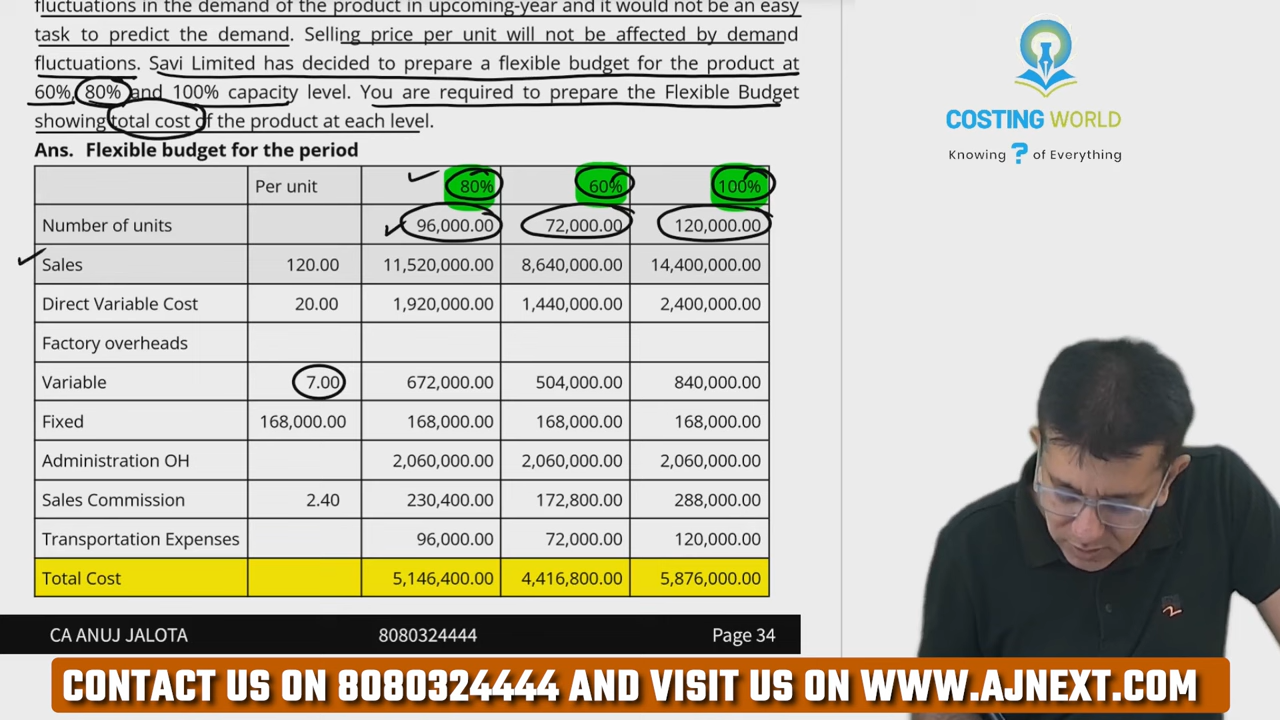 fluctuations in the demand of the product in upcoming-year and it would not be an easy
task to predict the demand. Selling price per unit will not be affected by demand
fluctuations. Savi Limited has decided to prepare a flexible budget for the product at
60%, 80% and 100% capacity level. You are required to prepare the Flexible Budget
showing total cost of the product at each level.
Ans. Flexible budget for the period
Per unit 80% 60% 100%
Number of units 96,000.00 72,000.00 120,000.00
Sales 120.00 11,520,000.00 8,640,000.00 14,400,000.00
Direct Variable Cost 20.00 1,920,000.00 1,440,000.00 2,400,000.00
Factory overheads
Variable 7.00 672,000.00 504,000.00 840,000.00
Fixed 168,000.00 168,000.00 168,000.00 168,000.00
Administration OH 2,060,000.00 2,060,000.00 2,060,000.00
Sales Commission 2.40 230,400.00 172,800.00 288,000.00
Transportation Expenses 96,000.00 72,000.00 120,000.00
Total Cost 5,146,400.00 4,416,800.00 5,876,000.00
CA ANUJ JALOTA 8080324444 Page 34
COSTING WORLD
Knowing ? of Everything
CONTACT US ON 8080324444 AND VISIT US ON WWW.AJNEXT.COM